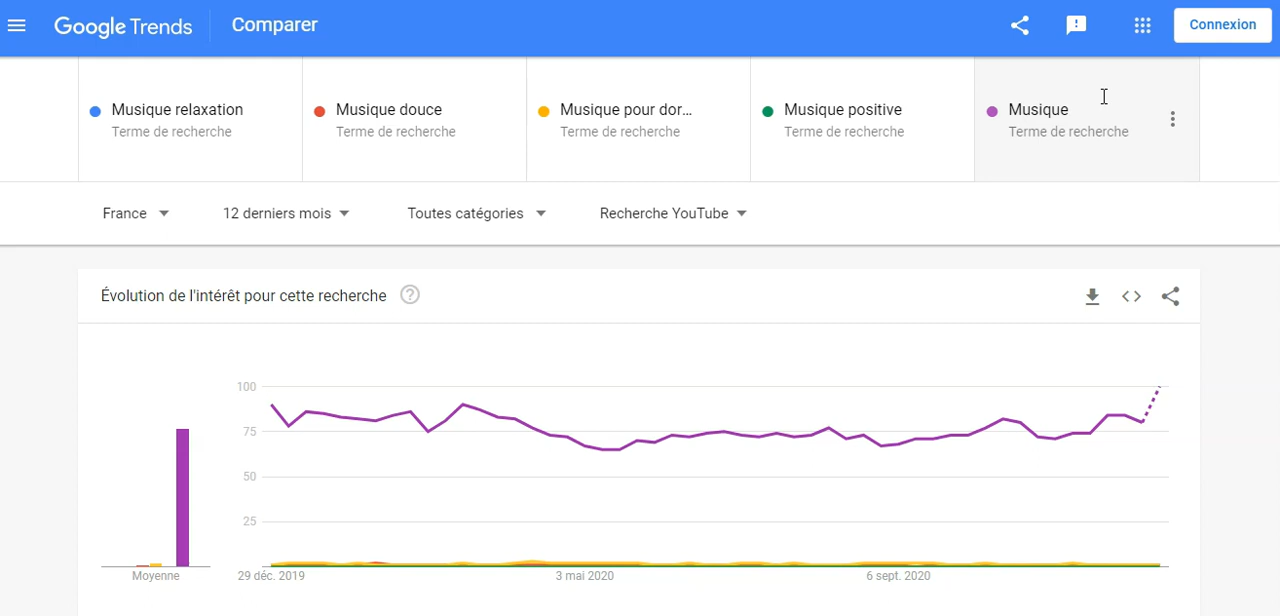 Google Trends
Comparer
Connexion
Musique relaxation
Terme de recherche
Musique douce
Terme de recherche
Musique pour dor...
Terme de recherche
Musique positive
Terme de recherche
Musique
Terme de recherche
France
12 derniers mois
Toutes catégories
Recherche YouTube
Évolution de l'intérêt pour cette recherche
?
100
75
50
25
Moyenne
29 déc. 2019
3 mai 2020
6 sept. 2020